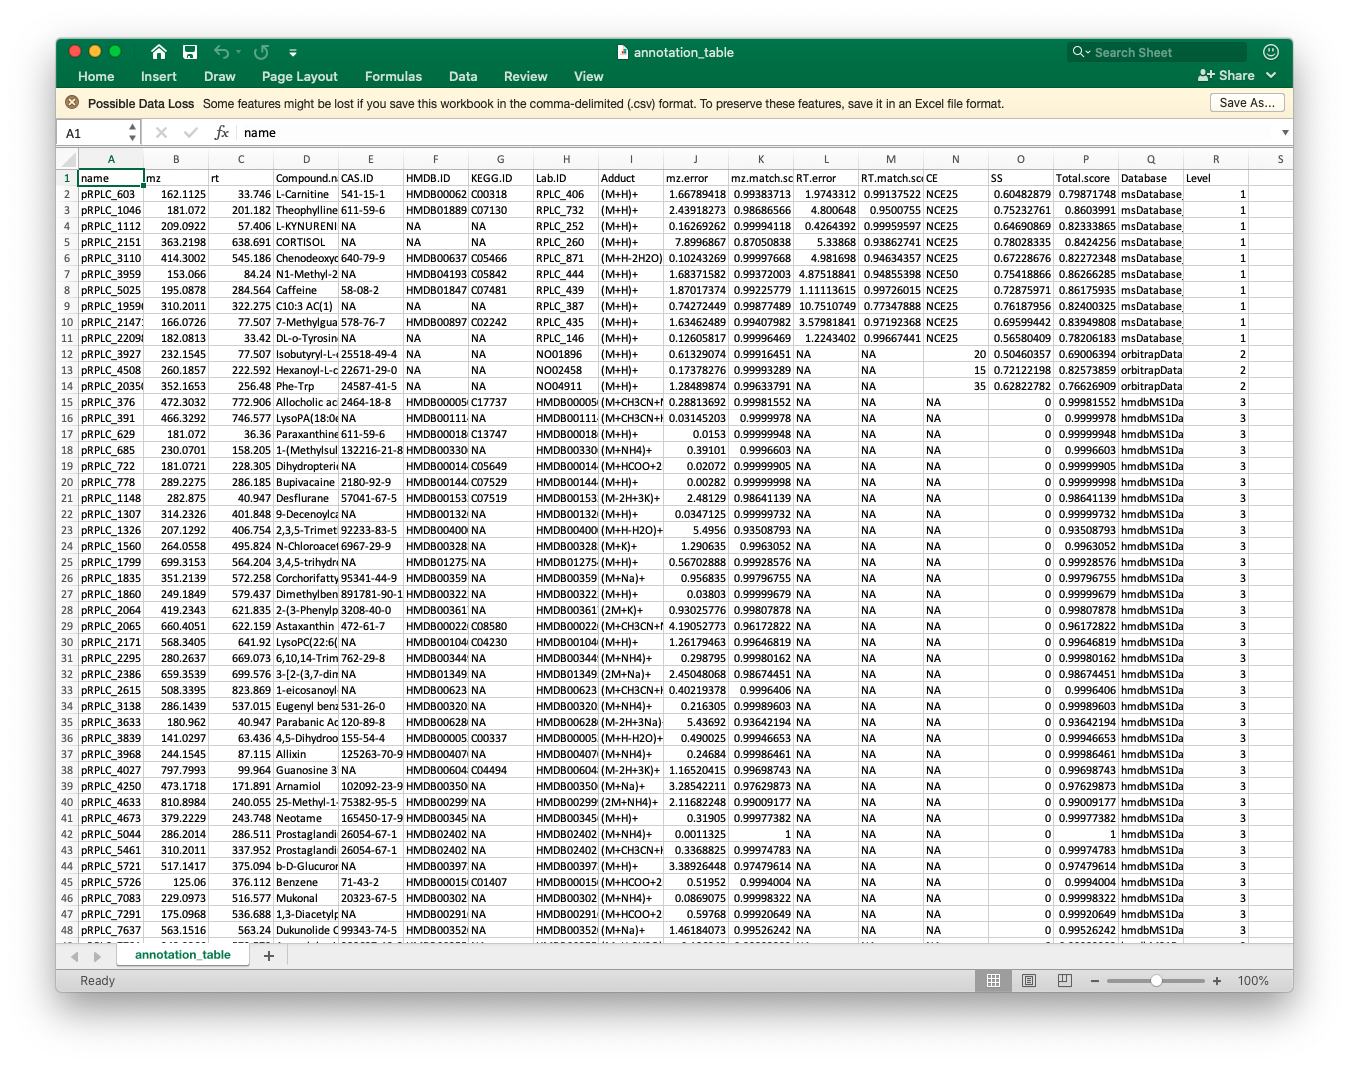 annotation_table
Search Sheet
Home Insert Draw Page Layout Formulas Data Review View Share
Possible Data Loss Some features might be lost if you save this workbook in the comma-delimited (.csv) format. To preserve these features, save it in an Excel file format. Save As...
A1 fx name
A B C D E F G H I J K L M N O P Q R S
1 name mz rt Compound.n CAS.ID HMDB.ID KEGG.ID Lab.ID Adduct mz.error mz.match.sc RT.error RT.match.sco CE SS Total.score Database Level
2 pRPLC_603 162.1125 33.746 L-Carnitine 541-15-1 HMDB00062 C00318 RPLC_406 (M+H)+ 1.66789418 0.99383713 1.9743312 0.99137522 NCE25 0.60482879 0.79871748 msDatabase_ 1
3 pRPLC_1046 181.072 201.182 Theophylline 611-59-6 HMDB01889 C07130 RPLC_732 (M+H)+ 2.43918273 0.98686566 4.800648 0.9500755 NCE25 0.75232761 0.8603991 msDatabase_ 1
4 pRPLC_1112 209.0922 57.406 L-KYNURENI NA NA NA RPLC_252 (M+H)+ 0.16269262 0.99994118 0.4264392 0.99959597 NCE25 0.64690869 0.82333865 msDatabase_ 1
5 pRPLC_2151 363.2198 638.691 CORTISOL NA NA NA RPLC_260 (M+H)+ 7.8996867 0.87050838 5.33868 0.93862741 NCE25 0.78028335 0.8424256 msDatabase_ 1
6 pRPLC_3110 414.3002 545.186 Chenodeoxyc 640-79-9 HMDB00637 C05466 RPLC_871 (M+H-2H2O) 0.10243269 0.99997668 4.981698 0.94634357 NCE25 0.67228676 0.82272348 msDatabase_ 1
7 pRPLC_3959 153.066 84.24 N1-Methyl-2 NA HMDB04193 C05842 RPLC_444 (M+H)+ 1.68371582 0.99372003 4.87518841 0.94855398 NCE50 0.75418866 0.86266285 msDatabase_ 1
8 pRPLC_5025 195.0878 284.564 Caffeine 58-08-2 HMDB01847 C07481 RPLC_439 (M+H)+ 1.87017374 0.99225779 1.11113615 0.99726015 NCE25 0.72875971 0.86175935 msDatabase_ 1
9 pRPLC_1959 310.2011 322.275 C10:3 AC(1) NA NA NA RPLC_387 (M+H)+ 0.74272449 0.99877489 10.7510749 0.77347888 NCE25 0.76187956 0.82400325 msDatabase_ 1
10 pRPLC_2147 166.0726 77.507 7-Methylgua 578-76-7 HMDB00897 C02242 RPLC_435 (M+H)+ 1.63462489 0.99407982 3.57981841 0.97192368 NCE25 0.69599442 0.83949808 msDatabase_ 1
11 pRPLC_2209 182.0813 33.42 DL-o-Tyrosin NA NA NA RPLC_146 (M+H)+ 0.12605817 0.99996469 1.2243402 0.99667441 NCE25 0.56580409 0.78206183 msDatabase_ 1
12 pRPLC_3927 232.1545 77.507 Isobutyryl-L- 25518-49-4 NA NA NO01896 (M+H)+ 0.61329074 0.99916451 NA NA 20 0.50460357 0.69006394 orbitrapData 2
13 pRPLC_4508 260.1857 222.592 Hexanoyl-L-c 22671-29-0 NA NA NO02458 (M+H)+ 0.17378276 0.99993289 NA NA 15 0.72122198 0.82573859 orbitrapData 2
14 pRPLC_2035 352.1653 256.48 Phe-Trp 24587-41-5 NA NA NO04911 (M+H)+ 1.28489874 0.99633791 NA NA 35 0.62822782 0.76626909 orbitrapData 2
15 pRPLC_376 472.3032 772.906 Allocholic ac 2464-18-8 HMDB00005 C17737 HMDB00005 (M+CH3CN+N 0.28813692 0.99981552 NA NA NA 0 0.99981552 hmdbMS1Da 3
16 pRPLC_391 466.3292 746.577 LysoPA(18:0 NA HMDB00111 NA HMDB00111 (M+CH3CN+H 0.03145203 0.9999978 NA NA NA 0 0.9999978 hmdbMS1Da 3
17 pRPLC_629 181.072 36.36 Paraxanthine 611-59-6 HMDB00018 C13747 HMDB00018 (M+H)+ 0.0153 0.99999948 NA NA NA 0 0.99999948 hmdbMS1Da 3
18 pRPLC_685 230.0701 158.205 1-(Methylsul 132216-21-8 HMDB00330 NA HMDB00330 (M+NH4)+ 0.39101 0.9996603 NA NA NA 0 0.9996603 hmdbMS1Da 3
19 pRPLC_722 181.0721 228.305 Dihydropteri NA HMDB00014 C05649 HMDB00014 (M+HCOO+2 0.02072 0.99999905 NA NA NA 0 0.99999905 hmdbMS1Da 3
20 pRPLC_778 289.2275 286.185 Bupivacaine 2180-92-9 HMDB00144 C07529 HMDB00144 (M+H)+ 0.00282 0.99999998 NA NA NA 0 0.99999998 hmdbMS1Da 3
21 pRPLC_1148 282.875 40.947 Desflurane 57041-67-5 HMDB00153 C07519 HMDB00153 (M-2H+3K)+ 2.48129 0.98641139 NA NA NA 0 0.98641139 hmdbMS1Da 3
22 pRPLC_1307 314.2326 401.848 9-Decenoylca NA HMDB00132 NA HMDB00132 (M+H)+ 0.0347125 0.99999732 NA NA NA 0 0.99999732 hmdbMS1Da 3
23 pRPLC_1326 207.1292 406.754 2,3,5-Trimet 92233-83-5 HMDB00400 NA HMDB00400 (M+H-H2O)+ 5.4956 0.93508793 NA NA NA 0 0.93508793 hmdbMS1Da 3
24 pRPLC_1560 264.0558 495.824 N-Chloroacet 6967-29-9 HMDB00328 NA HMDB00328 (M+K)+ 1.290635 0.9963052 NA NA NA 0 0.9963052 hmdbMS1Da 3
25 pRPLC_1799 699.3153 564.204 3,4,5-trihydr NA HMDB01275 NA HMDB01275 (M+H)+ 0.56702888 0.99928576 NA NA NA 0 0.99928576 hmdbMS1Da 3
26 pRPLC_1835 351.2139 572.258 Corchorifatty 95341-44-9 HMDB00359 NA HMDB00359 (M+Na)+ 0.956835 0.99796755 NA NA NA 0 0.99796755 hmdbMS1Da 3
27 pRPLC_1860 249.1849 579.437 Dimethylben 891781-90-1 HMDB00322 NA HMDB00322 (M+H)+ 0.03803 0.99999679 NA NA NA 0 0.99999679 hmdbMS1Da 3
28 pRPLC_2064 419.2343 621.835 2-(3-Phenylp 3208-40-0 HMDB00361 NA HMDB00361 (2M+K)+ 0.93025776 0.99807878 NA NA NA 0 0.99807878 hmdbMS1Da 3
29 pRPLC_2065 660.4051 622.159 Astaxanthin 472-61-7 HMDB00022 C08580 HMDB00022 (M+CH3CN+N 4.19052773 0.96172822 NA NA NA 0 0.96172822 hmdbMS1Da 3
30 pRPLC_2171 568.3405 641.92 LysoPC(22:6( NA HMDB00104 C04230 HMDB00104 (M+H)+ 1.26179463 0.99646819 NA NA NA 0 0.99646819 hmdbMS1Da 3
31 pRPLC_2295 280.2637 669.073 6,10,14-Trim 762-29-8 HMDB00344 NA HMDB00344 (M+NH4)+ 0.298795 0.99980162 NA NA NA 0 0.99980162 hmdbMS1Da 3
32 pRPLC_2386 659.3539 699.576 3-[2-(3,7-dim NA HMDB01349 NA HMDB01349 (2M+Na)+ 2.45048068 0.98674451 NA NA NA 0 0.98674451 hmdbMS1Da 3
33 pRPLC_2615 508.3395 823.869 1-eicosanoyl NA HMDB00623 NA HMDB00623 (M+CH3CN+H 0.40219378 0.9996406 NA NA NA 0 0.9996406 hmdbMS1Da 3
34 pRPLC_3138 286.1439 537.015 Eugenyl benz 531-26-0 HMDB00320 NA HMDB00320 (M+NH4)+ 0.216305 0.99989603 NA NA NA 0 0.99989603 hmdbMS1Da 3
35 pRPLC_3633 180.962 40.947 Parabanic Ac 120-89-8 HMDB00628 NA HMDB00628 (M-2H+3Na) 5.43692 0.93642194 NA NA NA 0 0.93642194 hmdbMS1Da 3
36 pRPLC_3839 141.0297 63.436 4,5-Dihydroo 155-54-4 HMDB00005 C00337 HMDB00005 (M+H-H2O)+ 0.490025 0.99946653 NA NA NA 0 0.99946653 hmdbMS1Da 3
37 pRPLC_3968 244.1545 87.115 Allixin 125263-70-9 HMDB00407 NA HMDB00407 (M+NH4)+ 0.24684 0.99986461 NA NA NA 0 0.99986461 hmdbMS1Da 3
38 pRPLC_4027 797.7993 99.964 Guanosine 3 NA HMDB00604 C04494 HMDB00604 (M-2H+3K)+ 1.16520415 0.99698743 NA NA NA 0 0.99698743 hmdbMS1Da 3
39 pRPLC_4250 473.1718 171.891 Arnamiol 102092-23-9 HMDB00350 NA HMDB00350 (M+Na)+ 3.28542211 0.97629873 NA NA NA 0 0.97629873 hmdbMS1Da 3
40 pRPLC_4633 810.8984 240.055 25-Methyl-1- 75382-95-5 HMDB00299 NA HMDB00299 (2M+NH4)+ 2.11682248 0.99009177 NA NA NA 0 0.99009177 hmdbMS1Da 3
41 pRPLC_4673 379.2229 243.748 Neotame 165450-17-9 HMDB00345 NA HMDB00345 (M+H)+ 0.31905 0.99977382 NA NA NA 0 0.99977382 hmdbMS1Da 3
42 pRPLC_5044 286.2014 286.511 Prostaglandi 26054-67-1 HMDB02402 NA HMDB02402 (M+NH4)+ 0.0011325 1 NA NA NA 0 1 hmdbMS1Da 3
43 pRPLC_5461 310.2011 337.952 Prostaglandi 26054-67-1 HMDB02402 NA HMDB02402 (M+CH3CN+H 0.3368825 0.99974783 NA NA NA 0 0.99974783 hmdbMS1Da 3
44 pRPLC_5721 517.1417 375.094 b-D-Glucuror NA HMDB00397 NA HMDB00397 (M+H)+ 3.38926448 0.97479614 NA NA NA 0 0.97479614 hmdbMS1Da 3
45 pRPLC_5726 125.06 376.112 Benzene 71-43-2 HMDB00015 C01407 HMDB00015 (M+HCOO+2 0.51952 0.9994004 NA NA NA 0 0.9994004 hmdbMS1Da 3
46 pRPLC_7083 229.0973 516.577 Mukonal 20323-67-5 HMDB00302 NA HMDB00302 (M+NH4)+ 0.0869075 0.99998322 NA NA NA 0 0.99998322 hmdbMS1Da 3
47 pRPLC_7291 175.0968 536.688 1,3-Diacetylp NA HMDB00291 NA HMDB00291 (M+HCOO+2 0.59768 0.99920649 NA NA NA 0 0.99920649 hmdbMS1Da 3
48 pRPLC_7637 563.1516 563.24 Dukunolide 99343-74-5 HMDB00352 NA HMDB00352 (M+Na)+ 1.46184073 0.99526242 NA NA NA 0 0.99526242 hmdbMS1Da 3
annotation_table +
Ready 100%